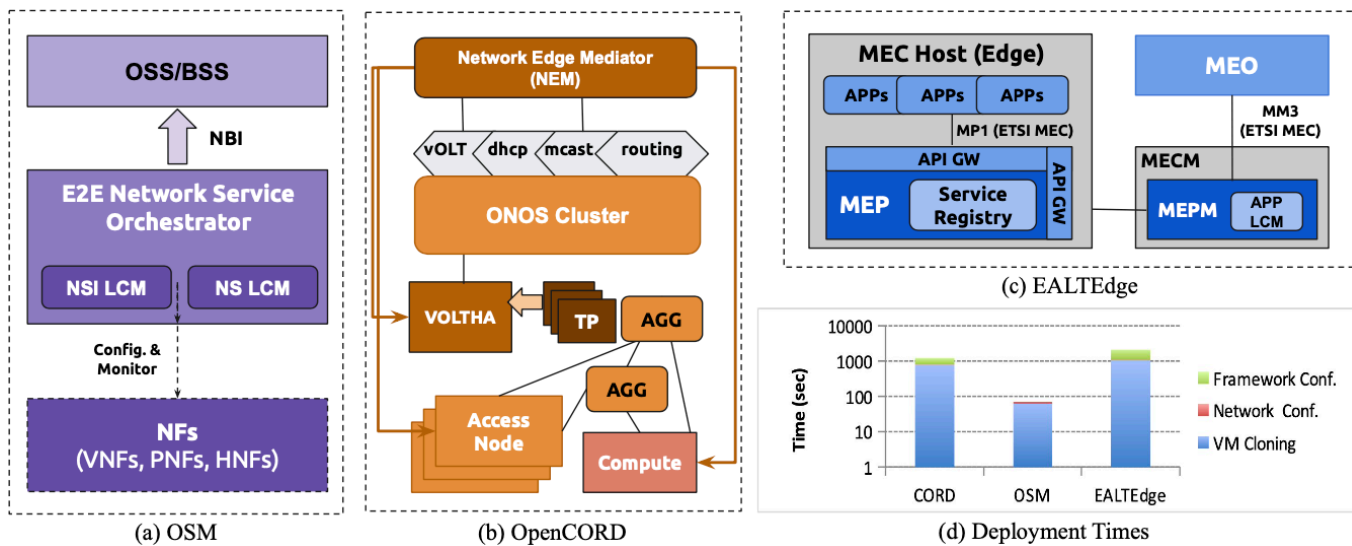 OSS/BSS
NBI
E2E Network Service
Orchestrator
NSI LCM
NS LCM
Config. &
Monitor
NFs
(VNFs, PNFs, HNFs)
(a) OSM
Network Edge Mediator
(NEM)
vOLT
dhcp
mcast
routing
ONOS Cluster
VOLTHA
TP
AGG
AGG
Access
Node
Compute
(b) OpenCORD
MEC Host (Edge)
APPs
APPs
APPs
MP1 (ETSI MEC)
API GW
API GW
MEP
Service
Registry
MEO
MM3
(ETSI MEC)
MECM
MEPM
APP
LCM
(c) EALTEdge
Time (sec)
10000
1000
100
10
1
CORD
OSM
EALTEdge
Framework Conf.
Network Conf.
VM Cloning
(d) Deployment Times